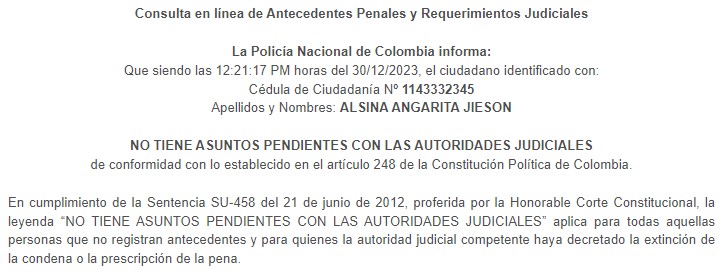 Consulta en línea de Antecedentes Penales y Requerimientos Judiciales
La Policía Nacional de Colombia informa:
Que siendo las 12:21:17 PM horas del 30/12/2023, el ciudadano identificado con:
Cédula de Ciudadanía Nº 1143332345
Apellidos y Nombres: ALSINA ANGARITA JIESON
NO TIENE ASUNTOS PENDIENTES CON LAS AUTORIDADES JUDICIALES
de conformidad con lo establecido en el artículo 248 de la Constitución Política de Colombia.
En cumplimiento de la Sentencia SU-458 del 21 de junio de 2012, proferida por la Honorable Corte Constitucional, la
leyenda “NO TIENE ASUNTOS PENDIENTES CON LAS AUTORIDADES JUDICIALES” aplica para todas aquellas
personas que no registran antecedentes y para quienes la autoridad judicial competente haya decretado la extinción de
la condena o la prescripción de la pena.